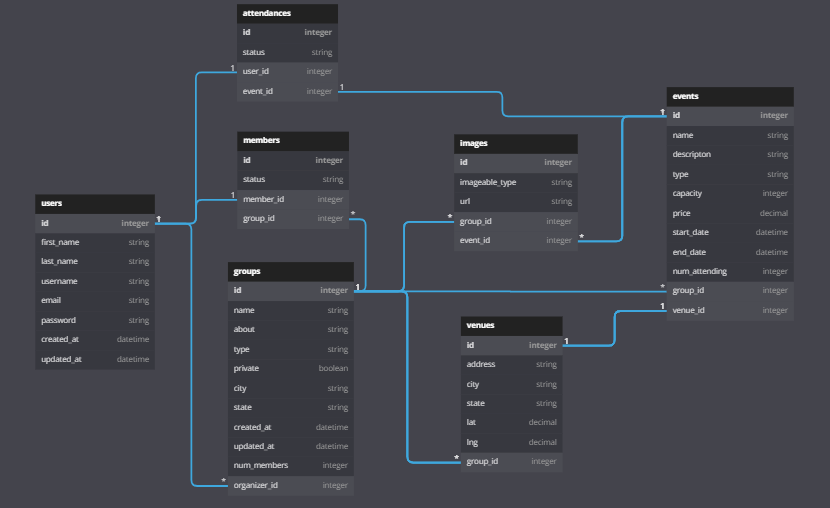 attendances
id integer
status string
1 user_id integer
event_id integer 1
members
id integer
status string
1 member_id integer
group_id integer *
users
id integer 1
first_name string
last_name string
username string
email string
password string
created_at datetime
updated_at datetime
groups
id integer 1
name string
about string
type string
private boolean
city string
state string
created_at datetime
updated_at datetime
num_members integer
* organizer_id integer
images
id integer
imageable_type string
url string
* group_id integer
event_id integer *
venues
id integer 1
address string
city string
state string
lat decimal
lng decimal
* group_id integer
events
1 id integer
name string
descripton string
type string
capacity integer
price decimal
start_date datetime
end_date datetime
num_attending integer
* group_id integer
1 venue_id integer